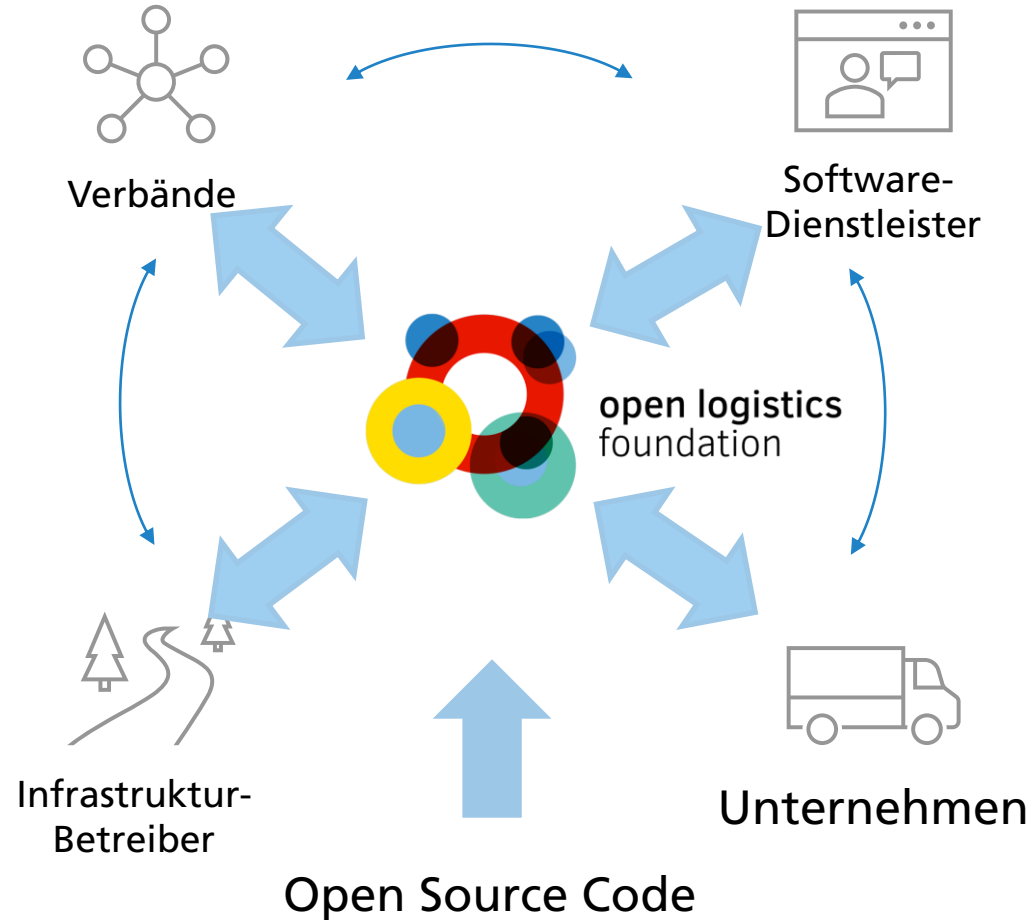 Verbände
Software-
Dienstleister
open logistics
foundation
Infrastruktur-
Betreiber
Unternehmen
Open Source Code